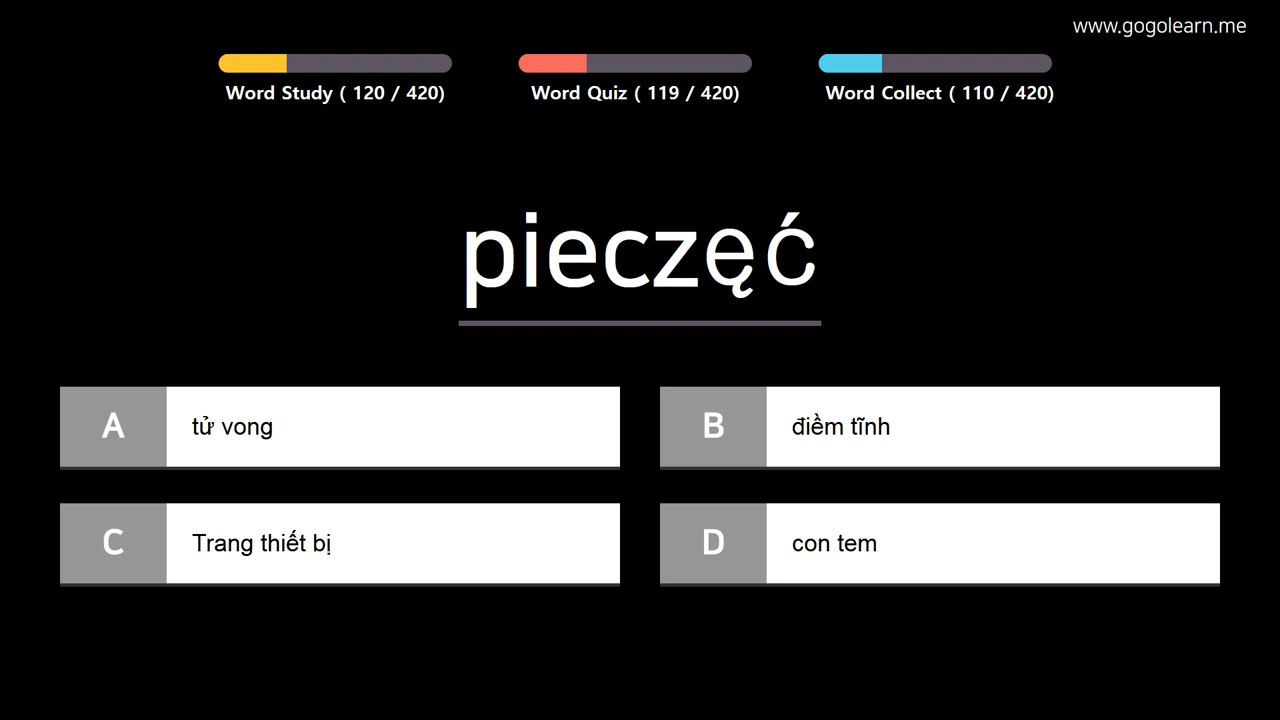 www.gogolearn.me
Word Study ( 120 / 420)
Word Quiz ( 119 / 420)
Word Collect ( 110 / 420)
pieczęć
A tử vong
B điềm tĩnh
C Trang thiết bị
D con tem